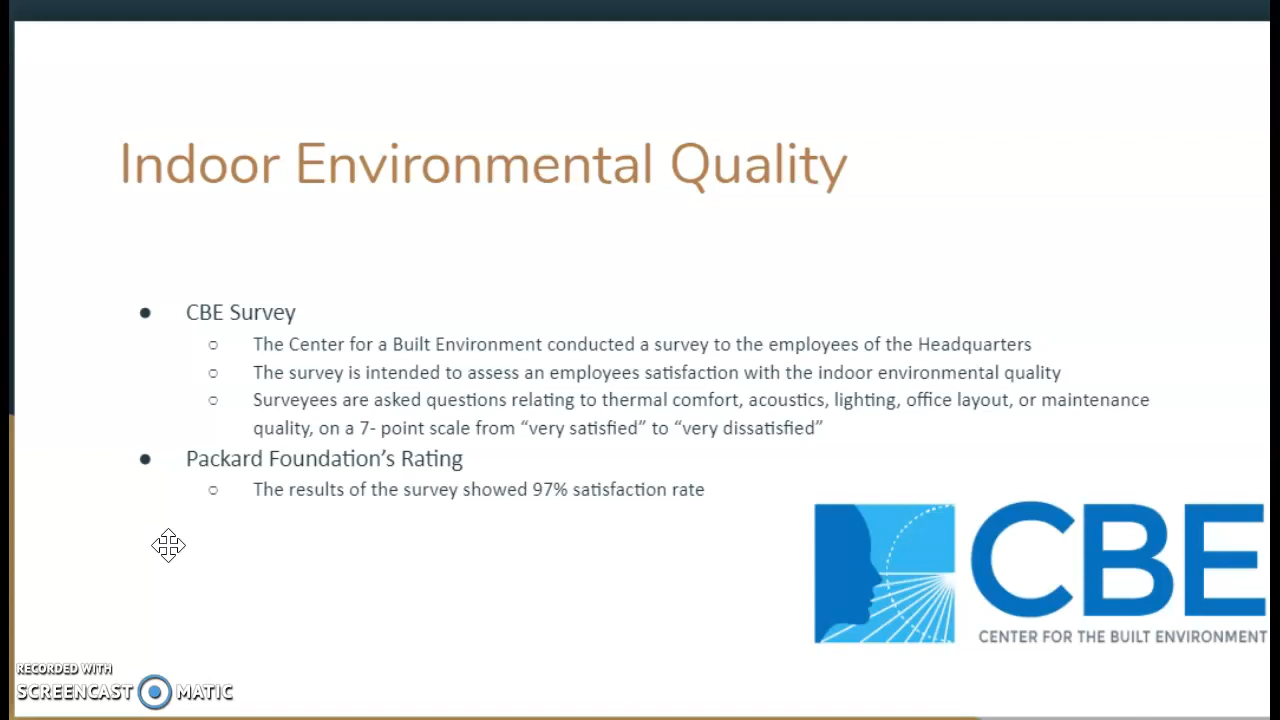 Indoor Environmental Quality
● CBE Survey
○ The Center for a Built Environment conducted a survey to the employees of the Headquarters
○ The survey is intended to assess an employees satisfaction with the indoor environmental quality
○ Surveyees are asked questions relating to thermal comfort, acoustics, lighting, office layout, or maintenance
quality, on a 7- point scale from “very satisfied” to “very dissatisfied”
● Packard Foundation’s Rating
○ The results of the survey showed 97% satisfaction rate
CBE
CENTER FOR THE BUILT ENVIRONMENT
RECORDED WITH
SCREENCAST MATIC